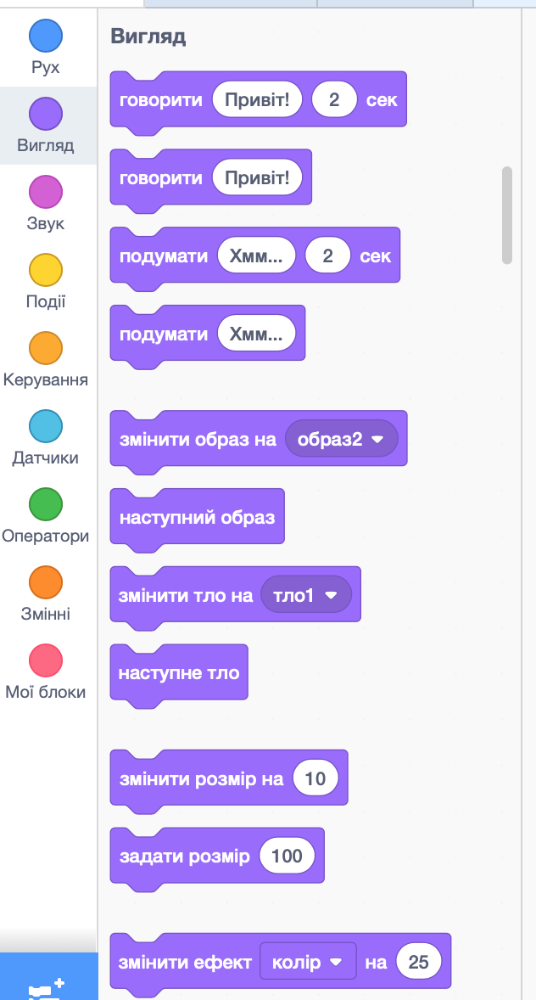 Рух
Вигляд
Звук
Події
Керування
Датчики
Оператори
Змінні
Мої блоки
Вигляд
говорити Привіт! 2 сек
говорити Привіт!
подумати Хмм... 2 сек
подумати Хмм...
змінити образ на образ2
наступний образ
змінити тло на тло1
наступне тло
змінити розмір на 10
задати розмір 100
змінити ефект колір на 25